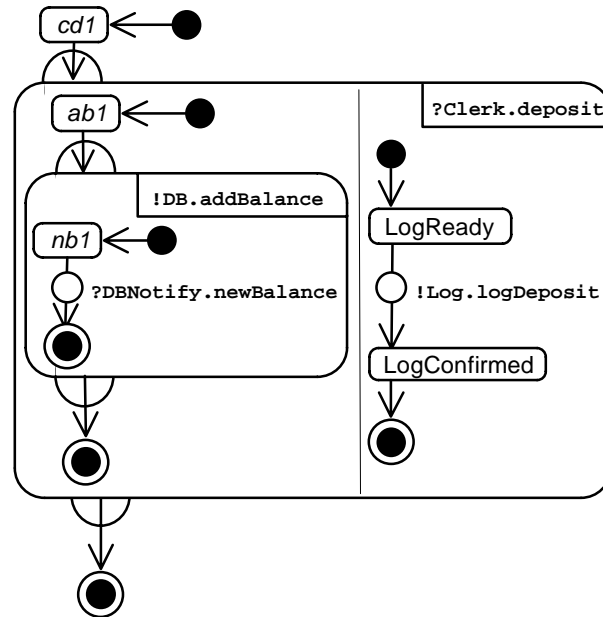 cd1
ab1
?Clerk.deposit
!DB.addBalance
nb1
LogReady
?DBNotify.newBalance
!Log.logDeposit
LogConfirmed